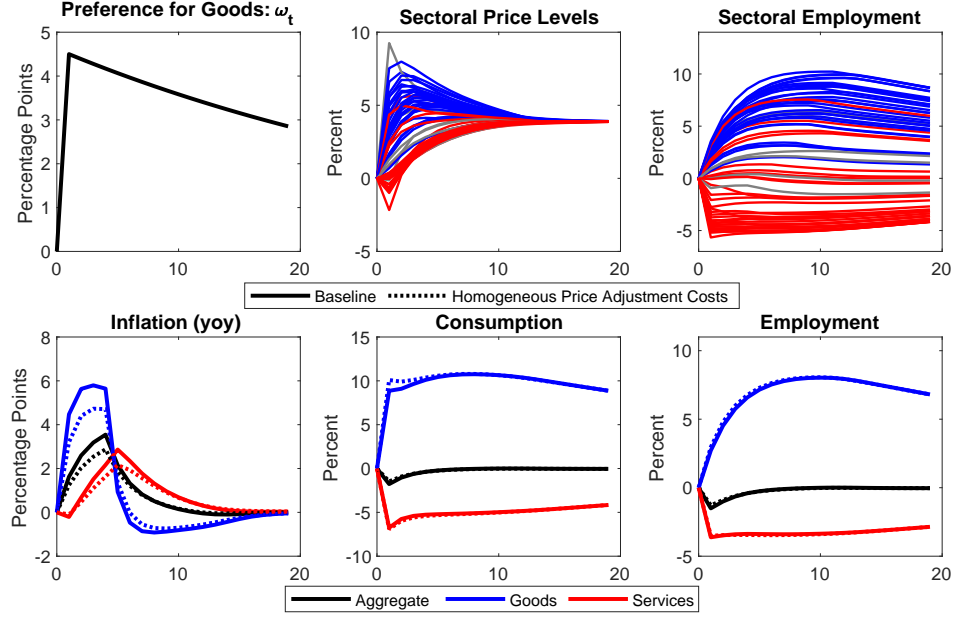 Preference for Goods: ω_t
Sectoral Price Levels
Sectoral Employment
Percentage Points
5
4
3
2
1
0
0
10
20
Percent
10
5
0
-5
0
10
20
Percent
10
5
0
-5
0
10
20
Baseline
Homogeneous Price Adjustment Costs
Inflation (yoy)
Consumption
Employment
Percentage Points
8
6
4
2
0
-2
0
10
20
Percent
15
10
5
0
-5
-10
0
10
20
Percent
10
5
0
-5
0
10
20
Aggregate
Goods
Services